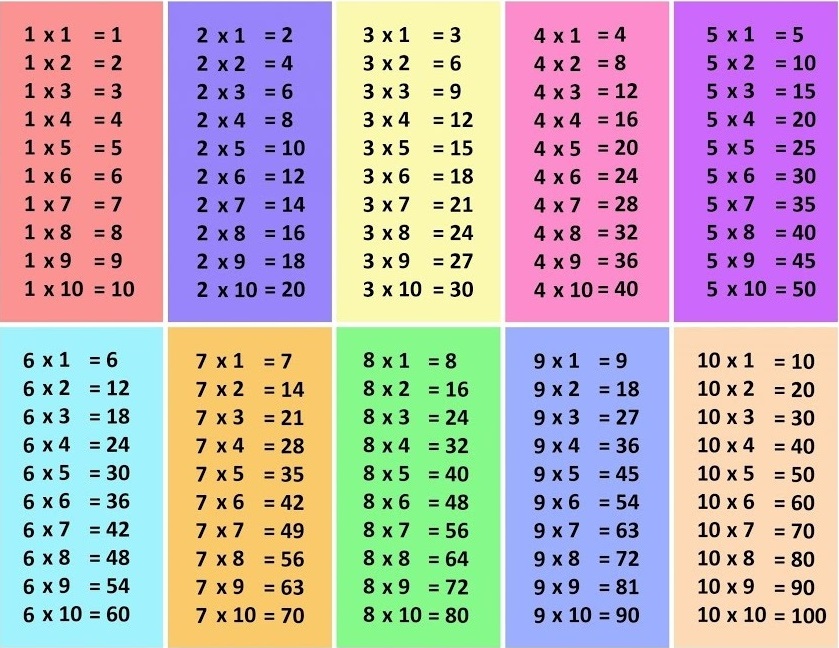 1 x 1 = 1
1 x 2 = 2
1 x 3 = 3
1 x 4 = 4
1 x 5 = 5
1 x 6 = 6
1 x 7 = 7
1 x 8 = 8
1 x 9 = 9
1 x 10 = 10
2 x 1 = 2
2 x 2 = 4
2 x 3 = 6
2 x 4 = 8
2 x 5 = 10
2 x 6 = 12
2 x 7 = 14
2 x 8 = 16
2 x 9 = 18
2 x 10 = 20
3 x 1 = 3
3 x 2 = 6
3 x 3 = 9
3 x 4 = 12
3 x 5 = 15
3 x 6 = 18
3 x 7 = 21
3 x 8 = 24
3 x 9 = 27
3 x 10 = 30
4 x 1 = 4
4 x 2 = 8
4 x 3 = 12
4 x 4 = 16
4 x 5 = 20
4 x 6 = 24
4 x 7 = 28
4 x 8 = 32
4 x 9 = 36
4 x 10 = 40
5 x 1 = 5
5 x 2 = 10
5 x 3 = 15
5 x 4 = 20
5 x 5 = 25
5 x 6 = 30
5 x 7 = 35
5 x 8 = 40
5 x 9 = 45
5 x 10 = 50
6 x 1 = 6
6 x 2 = 12
6 x 3 = 18
6 x 4 = 24
6 x 5 = 30
6 x 6 = 36
6 x 7 = 42
6 x 8 = 48
6 x 9 = 54
6 x 10 = 60
7 x 1 = 7
7 x 2 = 14
7 x 3 = 21
7 x 4 = 28
7 x 5 = 35
7 x 6 = 42
7 x 7 = 49
7 x 8 = 56
7 x 9 = 63
7 x 10 = 70
8 x 1 = 8
8 x 2 = 16
8 x 3 = 24
8 x 4 = 32
8 x 5 = 40
8 x 6 = 48
8 x 7 = 56
8 x 8 = 64
8 x 9 = 72
8 x 10 = 80
9 x 1 = 9
9 x 2 = 18
9 x 3 = 27
9 x 4 = 36
9 x 5 = 45
9 x 6 = 54
9 x 7 = 63
9 x 8 = 72
9 x 9 = 81
9 x 10 = 90
10 x 1 = 10
10 x 2 = 20
10 x 3 = 30
10 x 4 = 40
10 x 5 = 50
10 x 6 = 60
10 x 7 = 70
10 x 8 = 80
10 x 9 = 90
10 x 10 = 100